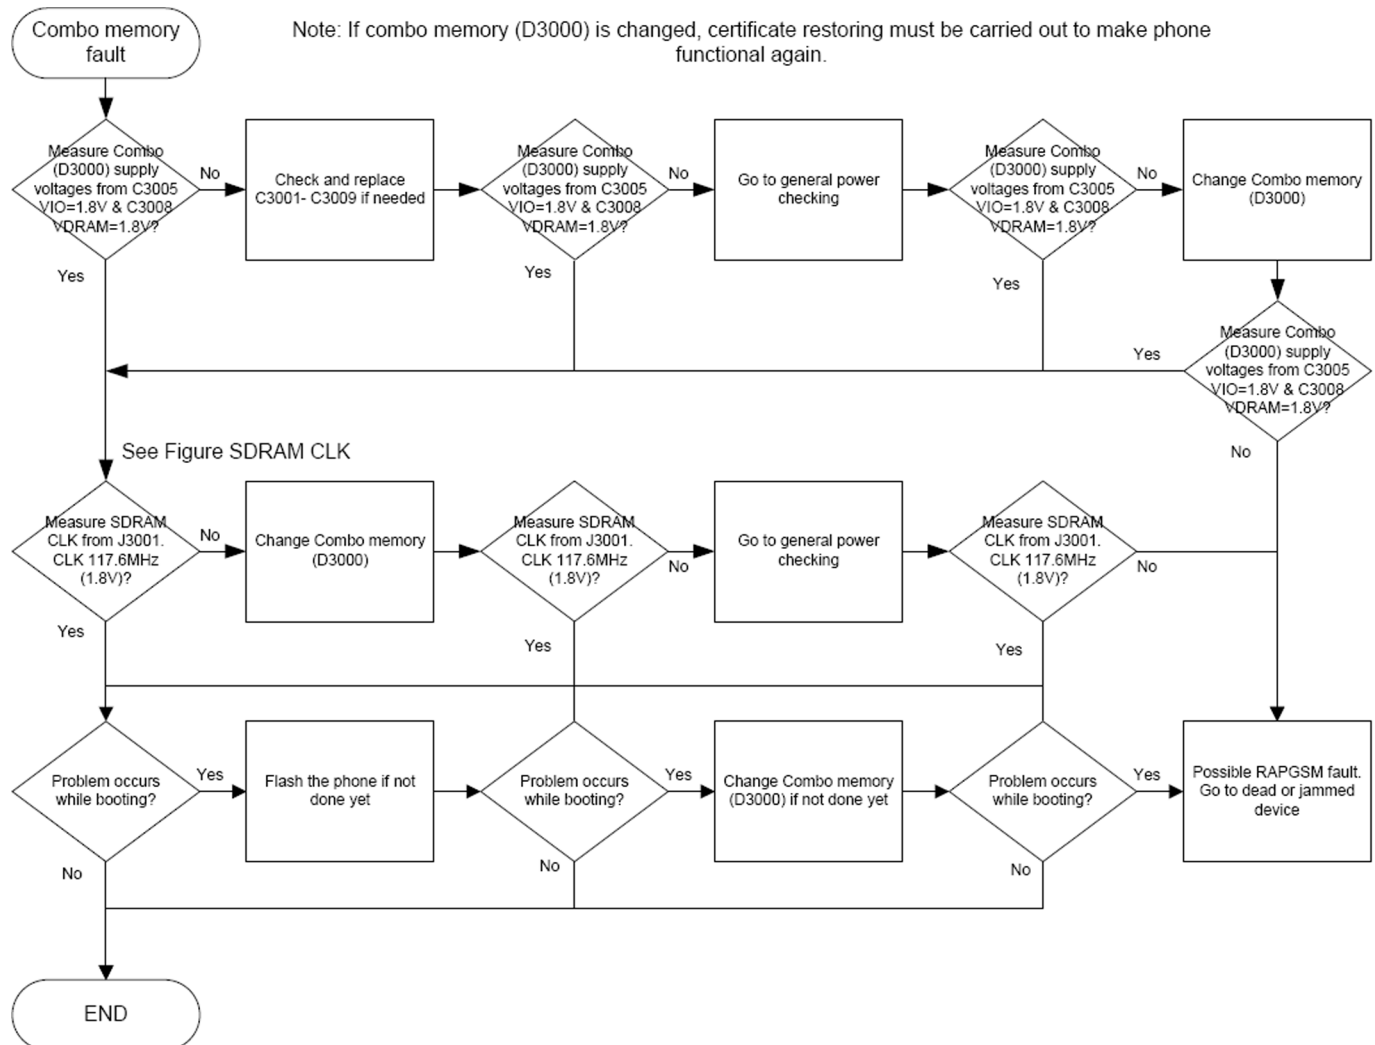 Combo memory
fault
Note: If combo memory (D3000) is changed, certificate restoring must be carried out to make phone
functional again.
Measure Combo
(D3000) supply
voltages from C3005
VIO=1.8V & C3008
VDRAM=1.8V?
No
Check and replace
C3001- C3009 if needed
Measure Combo
(D3000) supply
voltages from C3005
VIO=1.8V & C3008
VDRAM=1.8V?
No
Go to general power
checking
Measure Combo
(D3000) supply
voltages from C3005
VIO=1.8V & C3008
VDRAM=1.8V?
No
Change Combo memory
(D3000)
Yes
Yes
Yes
Yes
Measure Combo
(D3000) supply
voltages from C3005
VIO=1.8V & C3008
VDRAM=1.8V?
No
See Figure SDRAM CLK
Measure SDRAM
CLK from J3001.
CLK 117.6MHz
(1.8V)?
No
Change Combo memory
(D3000)
Measure SDRAM
CLK from J3001.
CLK 117.6MHz
(1.8V)?
No
Go to general power
checking
Measure SDRAM
CLK from J3001.
CLK 117.6MHz
(1.8V)?
No
Yes
Yes
Yes
Problem occurs
while booting?
Yes
Flash the phone if not
done yet
Problem occurs
while booting?
Yes
Change Combo memory
(D3000) if not done yet
Problem occurs
while booting?
Yes
Possible RAPGSM fault.
Go to dead or jammed
device
No
No
No
END